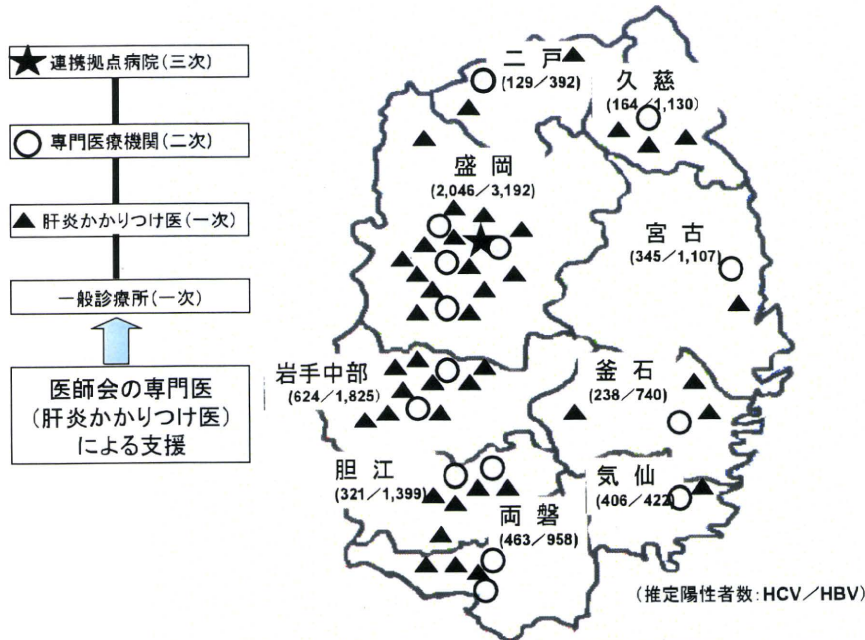 連携拠点病院(三次)
専門医療機関(二次)
肝炎かかりつけ医(一次)
一般診療所(一次)
医師会の専門医
(肝炎かかりつけ医)
による支援
二戸
(129/392)
久慈
(164/1,130)
盛岡
(2,046/3,192)
宮古
(345/1,107)
岩手中部
(624/1,825)
釜石
(238/740)
胆江
(321/1,399)
気仙
(406/422)
両磐
(463/958)
(推定陽性者数:HCV/HBV)